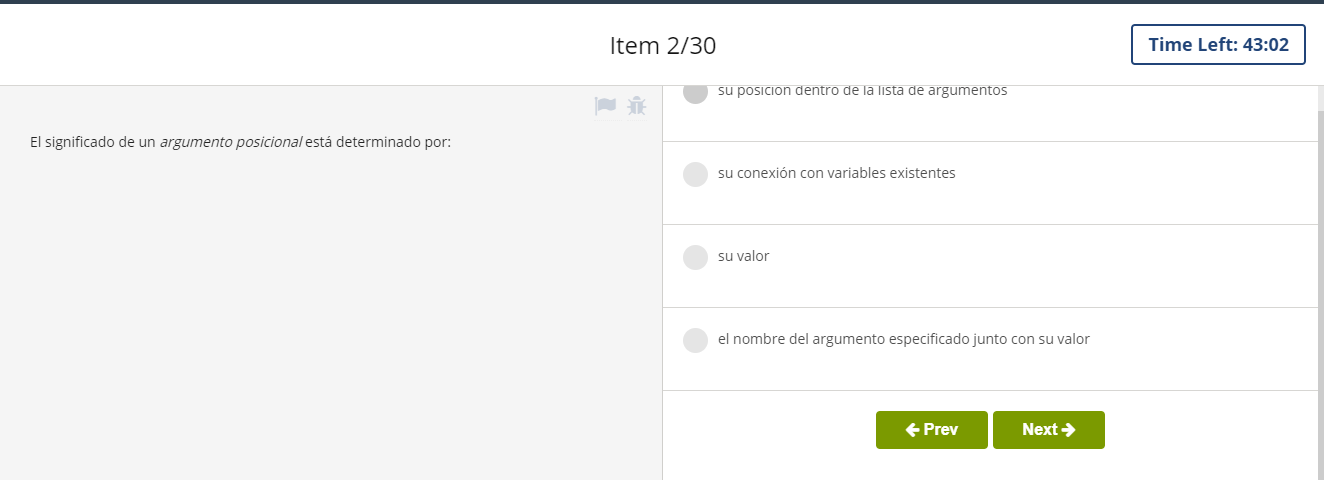 Item 2/30
Time Left: 43:02
El significado de un argumento posicional está determinado por:
su posición dentro de la lista de argumentos
su conexión con variables existentes
su valor
el nombre del argumento especificado junto con su valor
Prev
Next